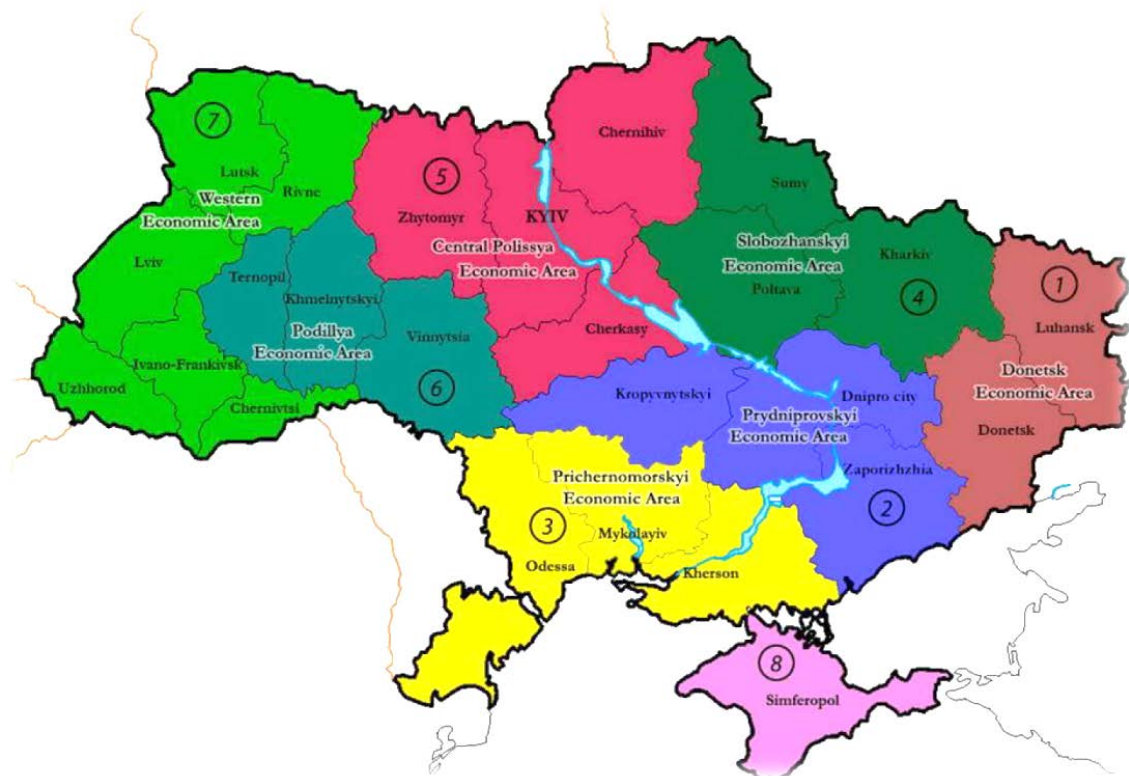 Chernihiv
7
5
Lutsk
Rivne
Sumy
Western
Economic Area
Zhytomyr
KYIV
Central Polissya
Economic Area
Slobozhanskyi
Economic Area
Kharkiv
Poltava
4
1
Luhansk
Lviv
Ternopil
Khmelnytskyi
Podillya
Economic Area
Vinnytsia
6
Cherkasy
Donetsk
Economic Area
Donetsk
Uzhhorod
Ivano-Frankivsk
Chernivtsi
Kropyvnytskyi
Dnipro city
Prydniprovskyi
Economic Area
Zaporizhzhia
2
Prichernomorskyi
Economic Area
3
Mykolayiv
Odessa
Kherson
8
Simferopol